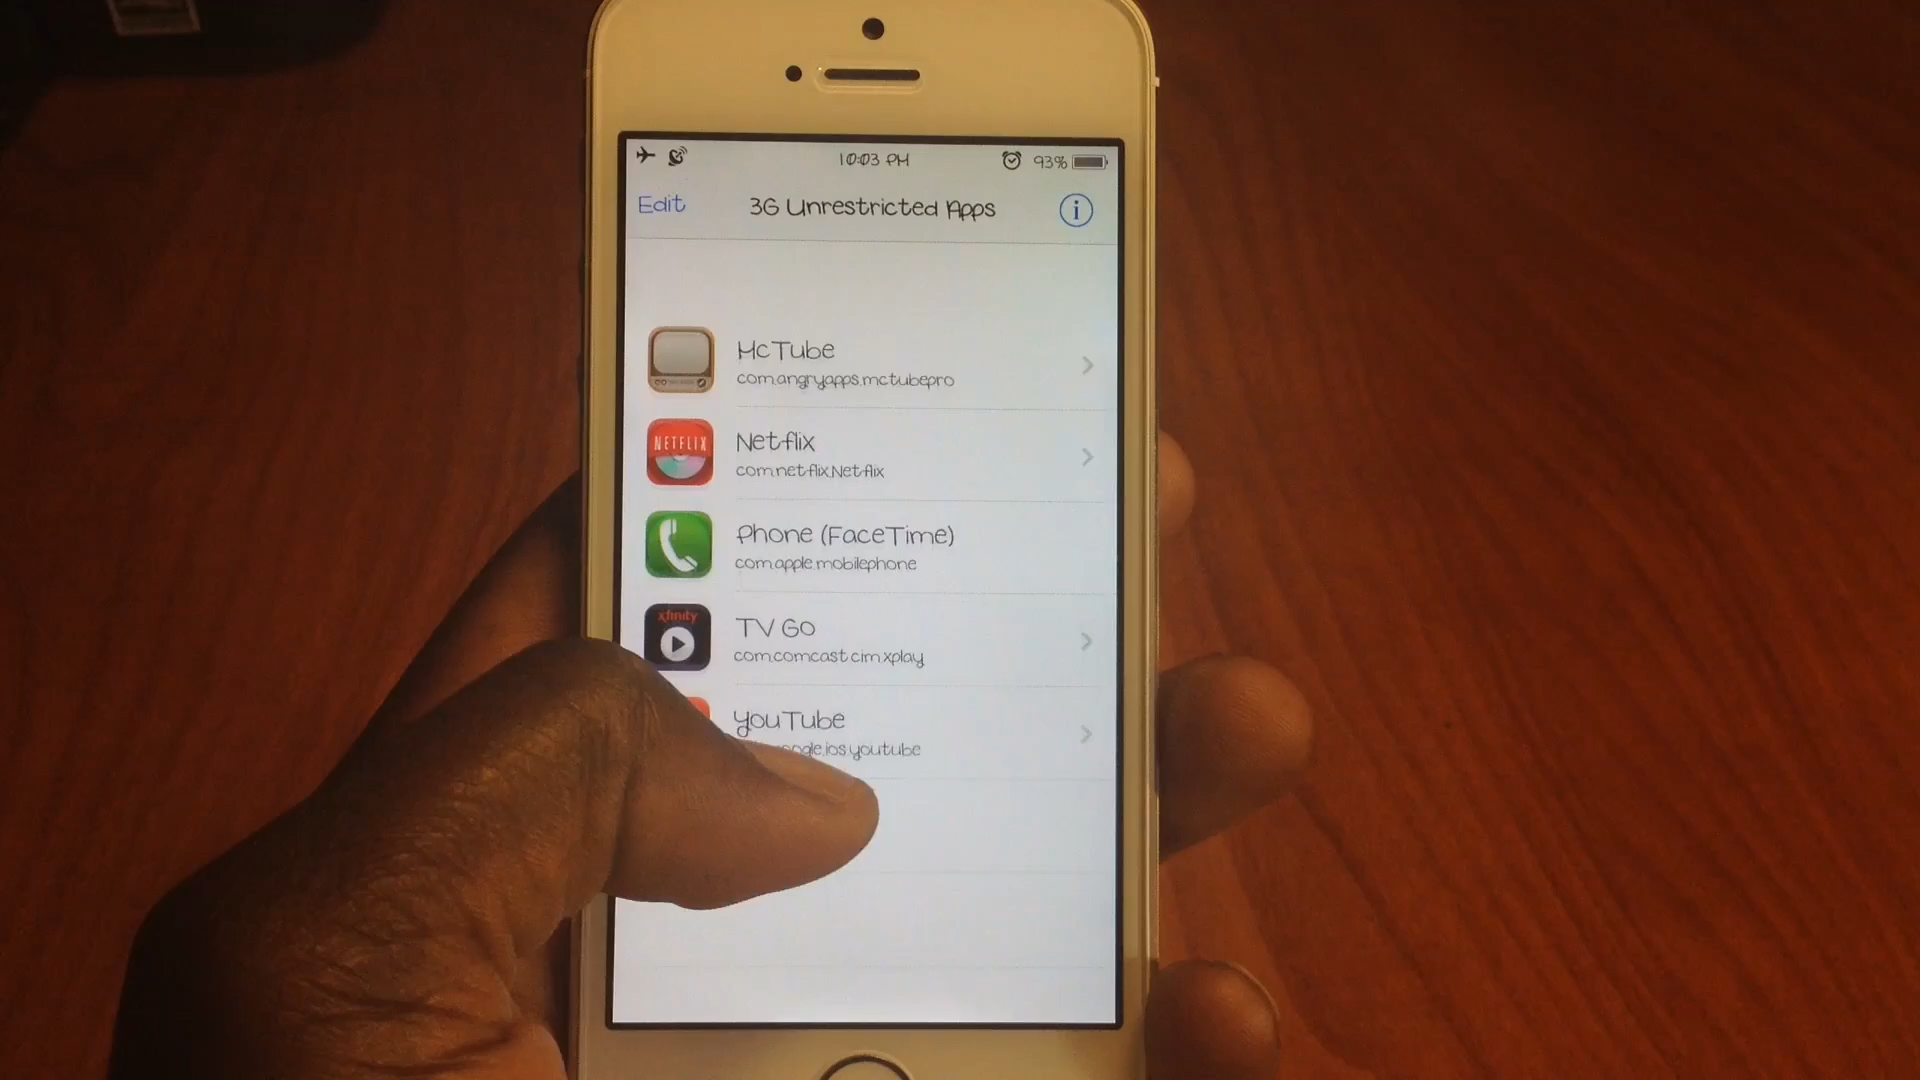 10:03 PM 93%
Edit 3G Unrestricted Apps i
McTube
com.angryapps.mctubepro
NETFLIX
Netflix
com.netflix.Netflix
Phone (FaceTime)
com.apple.mobilephone
xfinity
TV GO
com.comcast.cim.xplay
YouTube
.ios.youtube